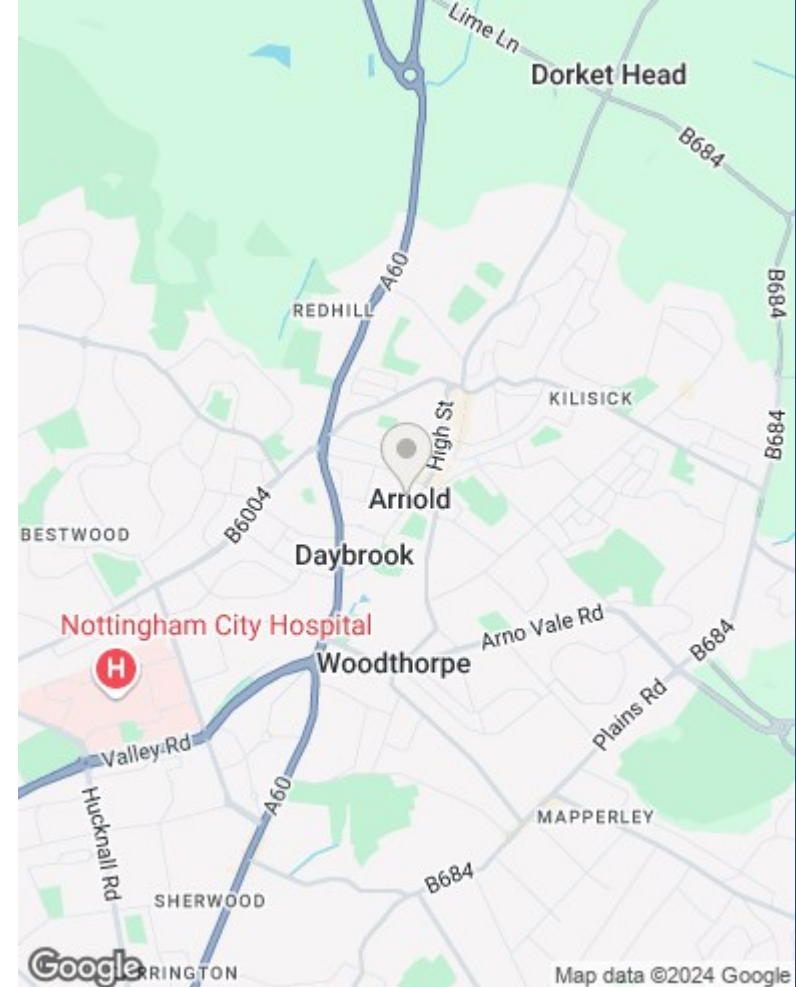 Lime Ln
Dorket Head
B684
B684
A60
REDHILL
KILISICK
High St
B984
Arnold
B6004
BESTWOOD
Daybrook
Nottingham City Hospital
H
Arno Vale Rd
Woodthorpe
B684
Plains Rd
Valley Rd
A60
Hucknall Rd
MAPPERLEY
B684
SHERWOOD
Google
RRINGTON
Map data ©2024 Google